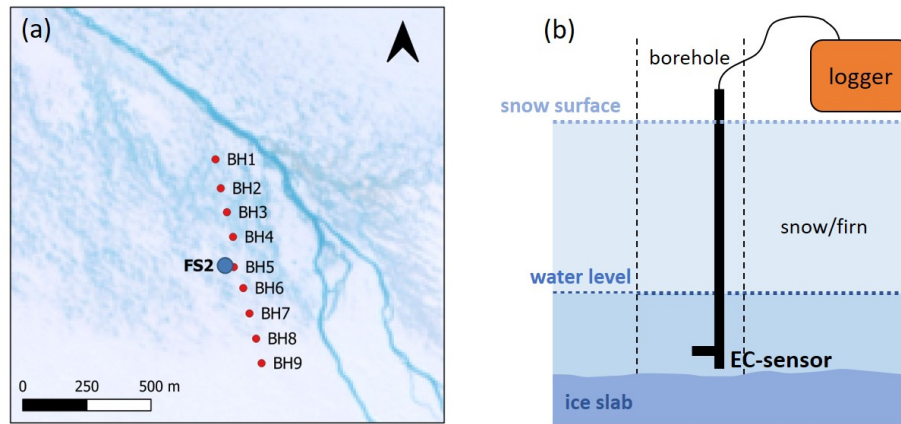 (a)
BH1
BH2
BH3
BH4
FS2
BH5
BH6
BH7
BH8
BH9
0 250 500 m
(b)
borehole
logger
snow surface
snow/firn
water level
EC-sensor
ice slab